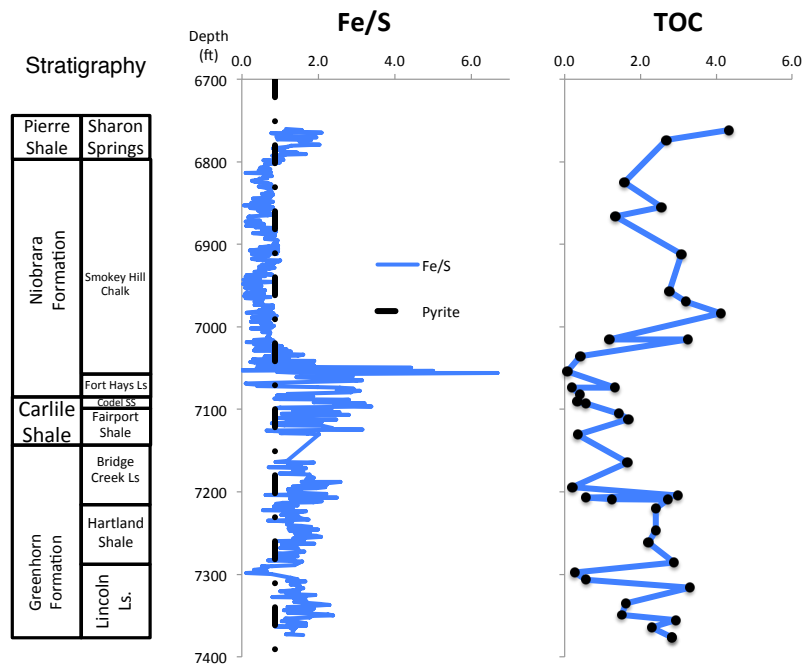 Fe/S
TOC
Depth
(ft)
Stratigraphy
0.0 2.0 4.0 6.0
0.0 2.0 4.0 6.0
6700
6800
6900
7000
7100
7200
7300
7400
Pierre
Shale
Sharon
Springs
Niobrara
Formation
Smokey Hill
Chalk
Fort Hays Ls
Carlile
Shale
Codel SS
Fairport
Shale
Greenhorn
Formation
Bridge
Creek Ls
Hartland
Shale
Lincoln
Ls.
Fe/S
Pyrite